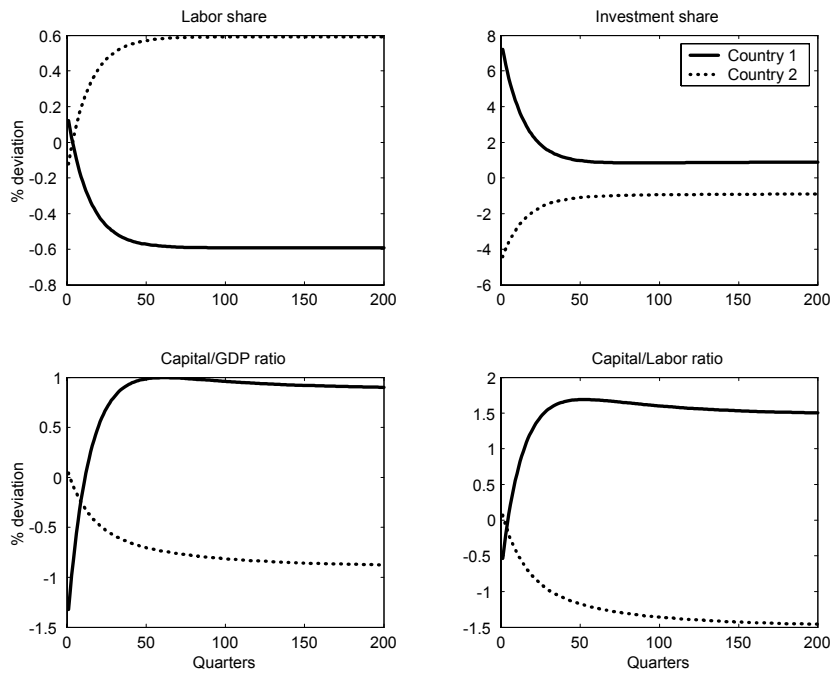 Labor share
0.6
0.4
0.2
0
-0.2
-0.4
-0.6
-0.8
% deviation
0 50 100 150 200
Investment share
8
6
4
2
0
-2
-4
-6
Country 1
Country 2
0 50 100 150 200
Capital/GDP ratio
1
0.5
0
-0.5
-1
-1.5
% deviation
0 50 100 150 200
Quarters
Capital/Labor ratio
2
1.5
1
0.5
0
-0.5
-1
-1.5
0 50 100 150 200
Quarters